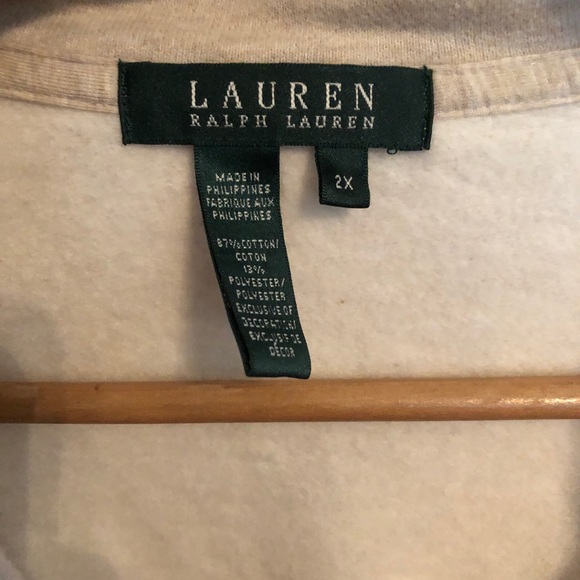 LAUREN
RALPH LAUREN
MADE IN
PHILIPPINES
FABRIQUE AUX
PHILIPPINES
87% COTTON/
COTON
13%
POLYESTER/
POLYESTER
EXCLUSIVE OF
DECORATION/
EXCLUSIF DE
DÉCOR
2X